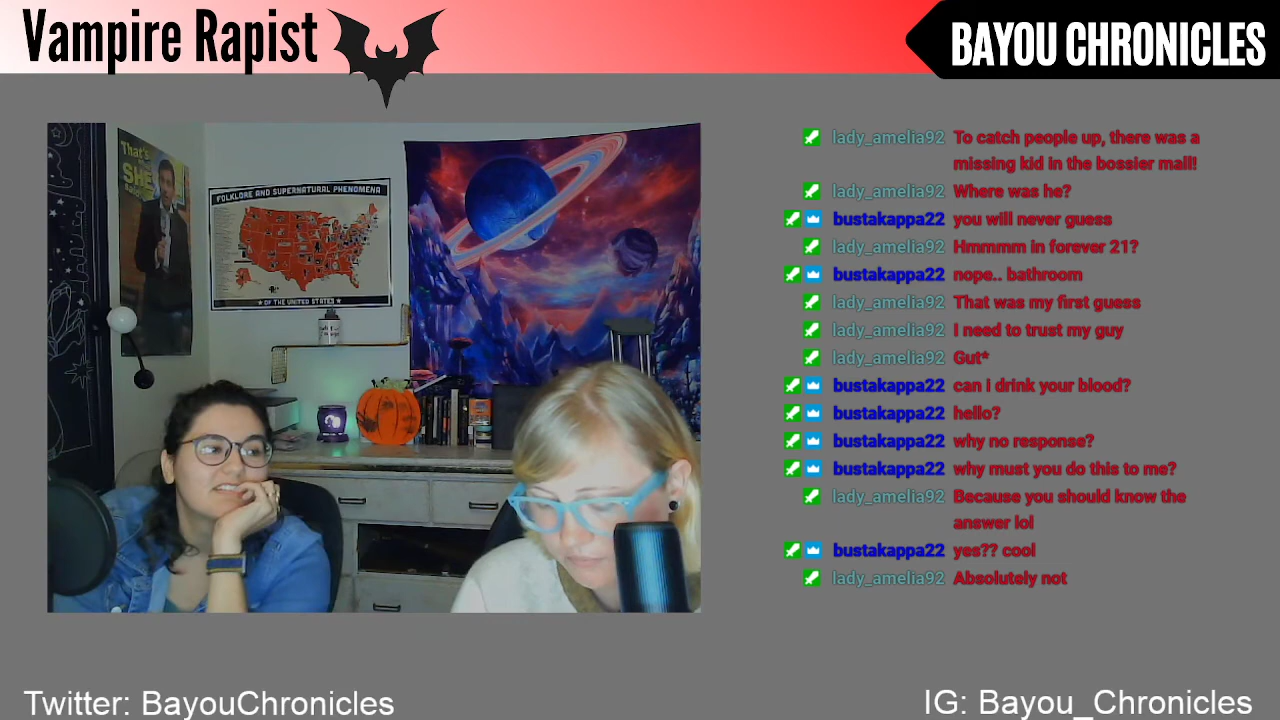 Vampire Rapist
BAYOU CHRONICLES
That's
SHE
FOLKLORE AND SUPERNATURAL PHENOMENA
★ OF THE UNITED STATES ★
lady_amelia92 To catch people up, there was a
missing kid in the bossier mall!
lady_amelia92 Where was he?
bustakappa22 you will never guess
lady_amelia92 Hmmmm in forever 21?
bustakappa22 nope.. bathroom
lady_amelia92 That was my first guess
lady_amelia92 I need to trust my guy
lady_amelia92 Gut*
bustakappa22 can i drink your blood?
bustakappa22 hello?
bustakappa22 why no response?
bustakappa22 why must you do this to me?
lady_amelia92 Because you should know the
answer lol
bustakappa22 yes?? cool
lady_amelia92 Absolutely not
Twitter: BayouChronicles
IG: Bayou_Chronicles